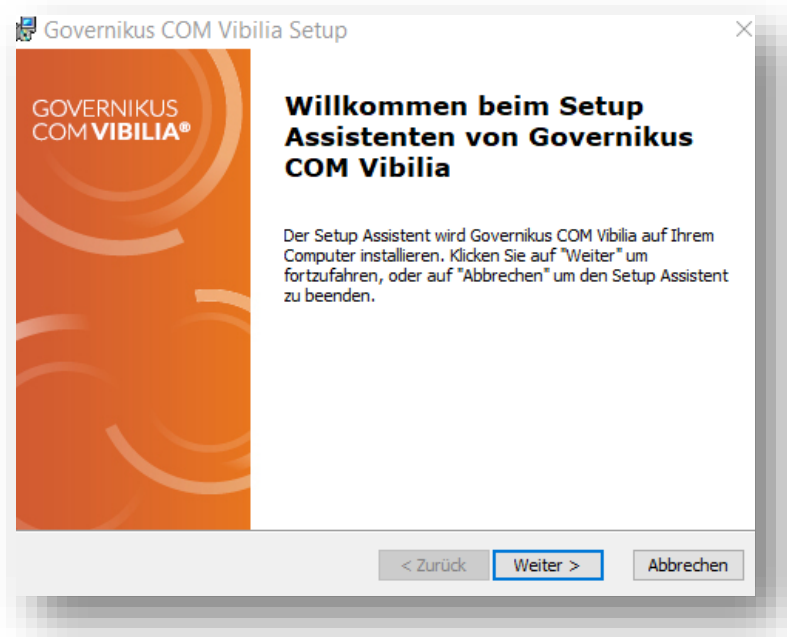 Governikus COM Vibilia Setup
GOVERNIKUS
COM VIBILIA®
Willkommen beim Setup
Assistenten von Governikus
COM Vibilia
Der Setup Assistent wird Governikus COM Vibilia auf Ihrem
Computer installieren. Klicken Sie auf "Weiter" um
fortzufahren, oder auf "Abbrechen" um den Setup Assistent
zu beenden.
< Zurück
Weiter >
Abbrechen